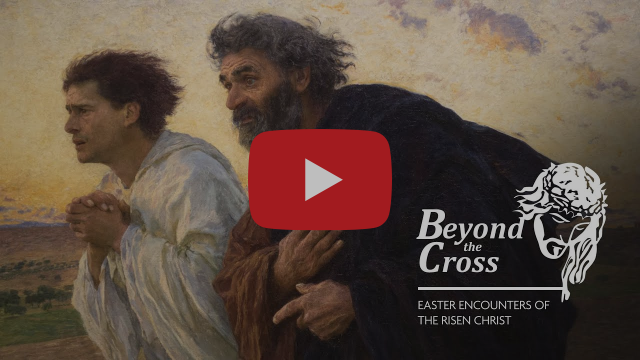 Beyond
the
Cross
EASTER ENCOUNTERS OF
THE RISEN CHRIST